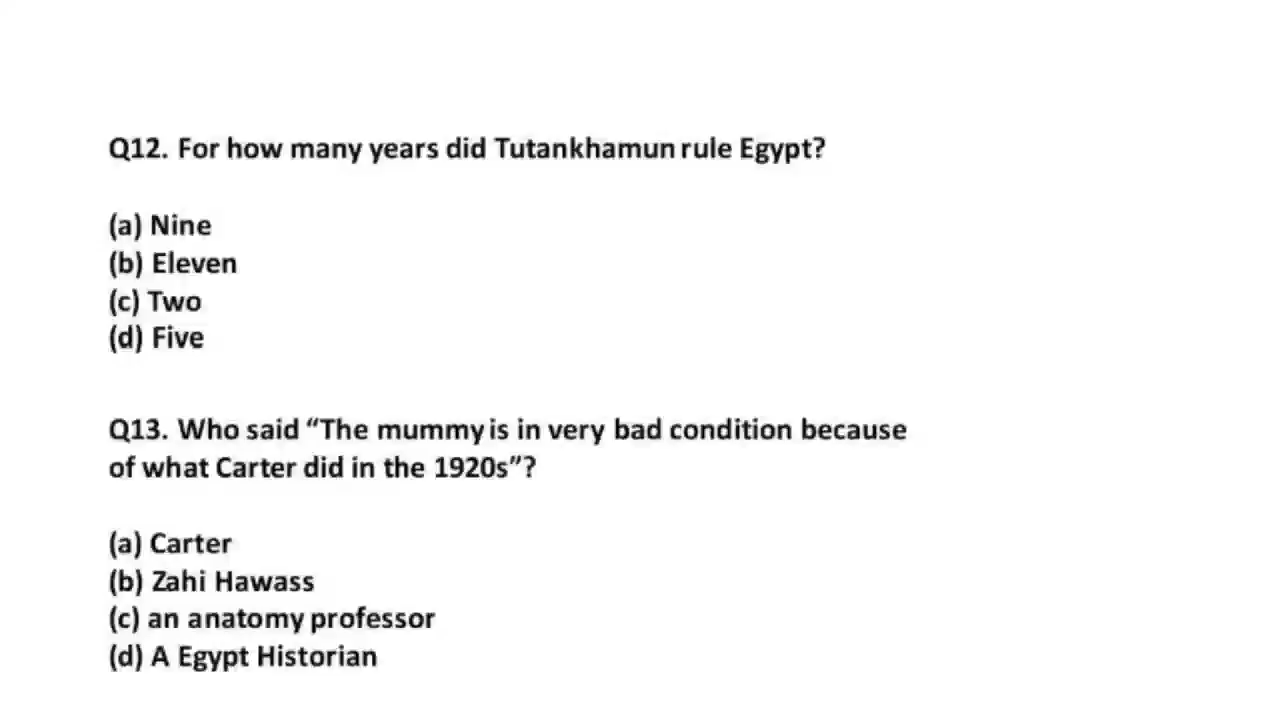 Q12. For how many years did Tutankhamun rule Egypt?
(a) Nine
(b) Eleven
(c) Two
(d) Five
Q13. Who said “The mummy is in very bad condition because
of what Carter did in the 1920s”?
(a) Carter
(b) Zahi Hawass
(c) an anatomy professor
(d) A Egypt Historian